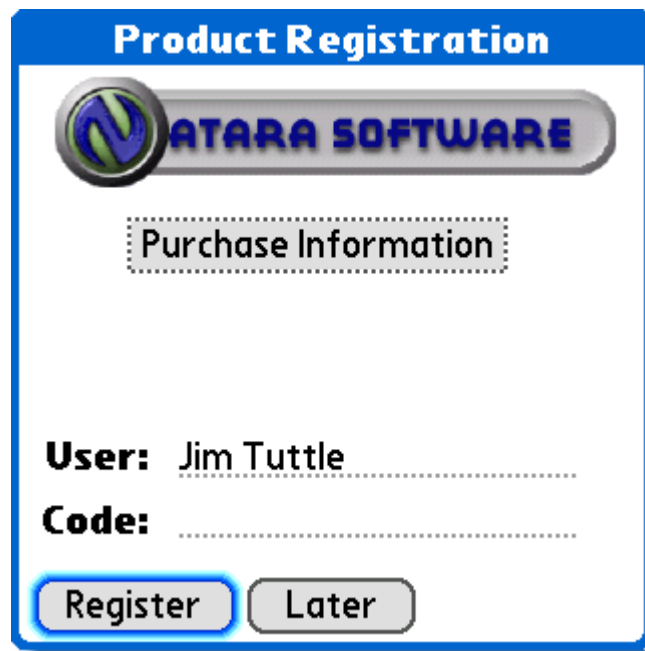 Product Registration
NATARA SOFTWARE
Purchase Information
User: Jim Tuttle
Code:
Register Later